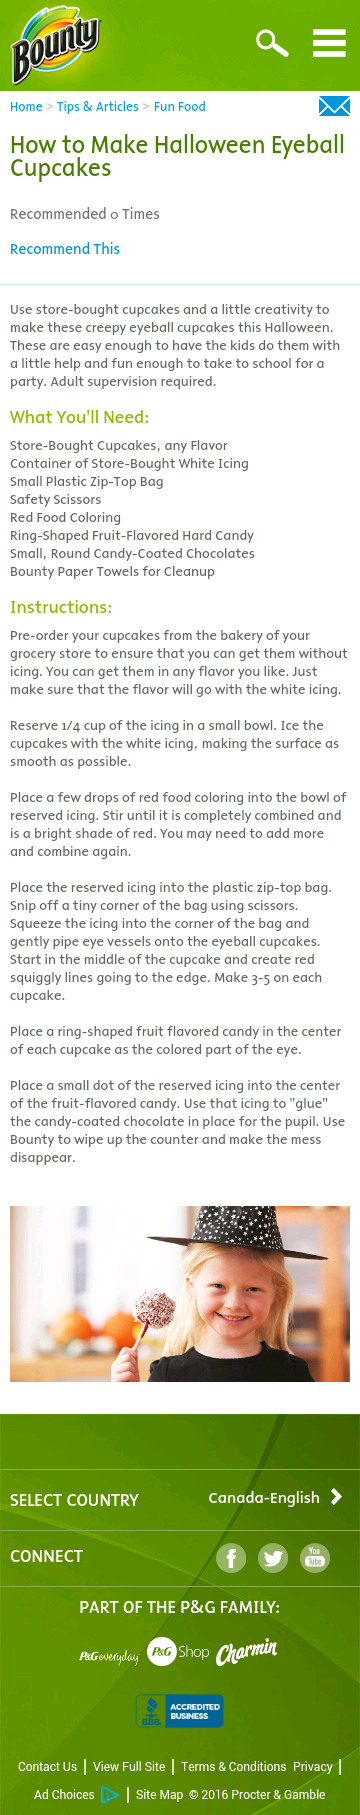 Bounty
Home > Tips & Articles > Fun Food
How to Make Halloween Eyeball
Cupcakes
Recommended 0 Times
Recommend This
Use store-bought cupcakes and a little creativity to
make these creepy eyeball cupcakes this Halloween.
These are easy enough to have the kids do them with
a little help and fun enough to take to school for a
party. Adult supervision required.
What You'll Need:
Store-Bought Cupcakes, any Flavor
Container of Store-Bought White Icing
Small Plastic Zip-Top Bag
Safety Scissors
Red Food Coloring
Ring-Shaped Fruit-Flavored Hard Candy
Small, Round Candy-Coated Chocolates
Bounty Paper Towels for Cleanup
Instructions:
Pre-order your cupcakes from the bakery of your
grocery store to ensure that you can get them without
icing. You can get them in any flavor you like. Just
make sure that the flavor will go with the white icing.
Reserve 1/4 cup of the icing in a small bowl. Ice the
cupcakes with the white icing, making the surface as
smooth as possible.
Place a few drops of red food coloring into the bowl of
reserved icing. Stir until it is completely combined and
is a bright shade of red. You may need to add more
and combine again.
Place the reserved icing into the plastic zip-top bag.
Snip off a tiny corner of the bag using scissors.
Squeeze the icing into the corner of the bag and
gently pipe eye vessels onto the eyeball cupcakes.
Start in the middle of the cupcake and create red
squiggly lines going to the edge. Make 3-5 on each
cupcake.
Place a ring-shaped fruit flavored candy in the center
of each cupcake as the colored part of the eye.
Place a small dot of the reserved icing into the center
of the fruit-flavored candy. Use that icing to "glue"
the candy-coated chocolate in place for the pupil. Use
Bounty to wipe up the counter and make the mess
disappear.
SELECT COUNTRY Canada-English
CONNECT f You Tube
PART OF THE P&G FAMILY:
P&G everyday P&G Shop Charmin
BBB. ACCREDITED BUSINESS
Contact Us | View Full Site | Terms & Conditions Privacy |
Ad Choices | Site Map © 2016 Procter & Gamble